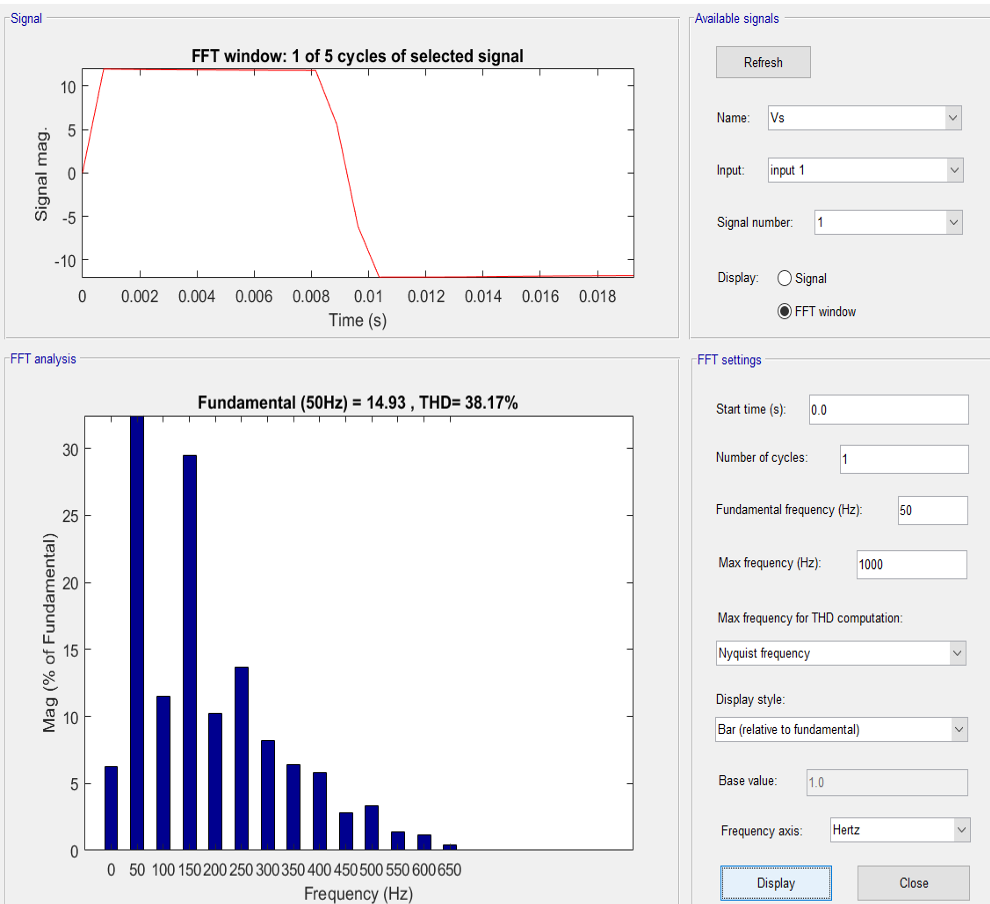 Signal
FFT window: 1 of 5 cycles of selected signal
10
5
0
-5
-10
Signal mag.
0 0.002 0.004 0.006 0.008 0.01 0.012 0.014 0.016 0.018
Time (s)
Available signals
Refresh
Name: Vs
Input: input 1
Signal number: 1
Display: Signal
FFT window
FFT analysis
Fundamental (50Hz) = 14.93 , THD= 38.17%
30
25
20
15
10
5
0
Mag (% of Fundamental)
0 50 100 150 200 250 300 350 400 450 500 550 600 650
Frequency (Hz)
FFT settings
Start time (s): 0.0
Number of cycles: 1
Fundamental frequency (Hz): 50
Max frequency (Hz): 1000
Max frequency for THD computation:
Nyquist frequency
Display style:
Bar (relative to fundamental)
Base value: 1.0
Frequency axis: Hertz
Display Close